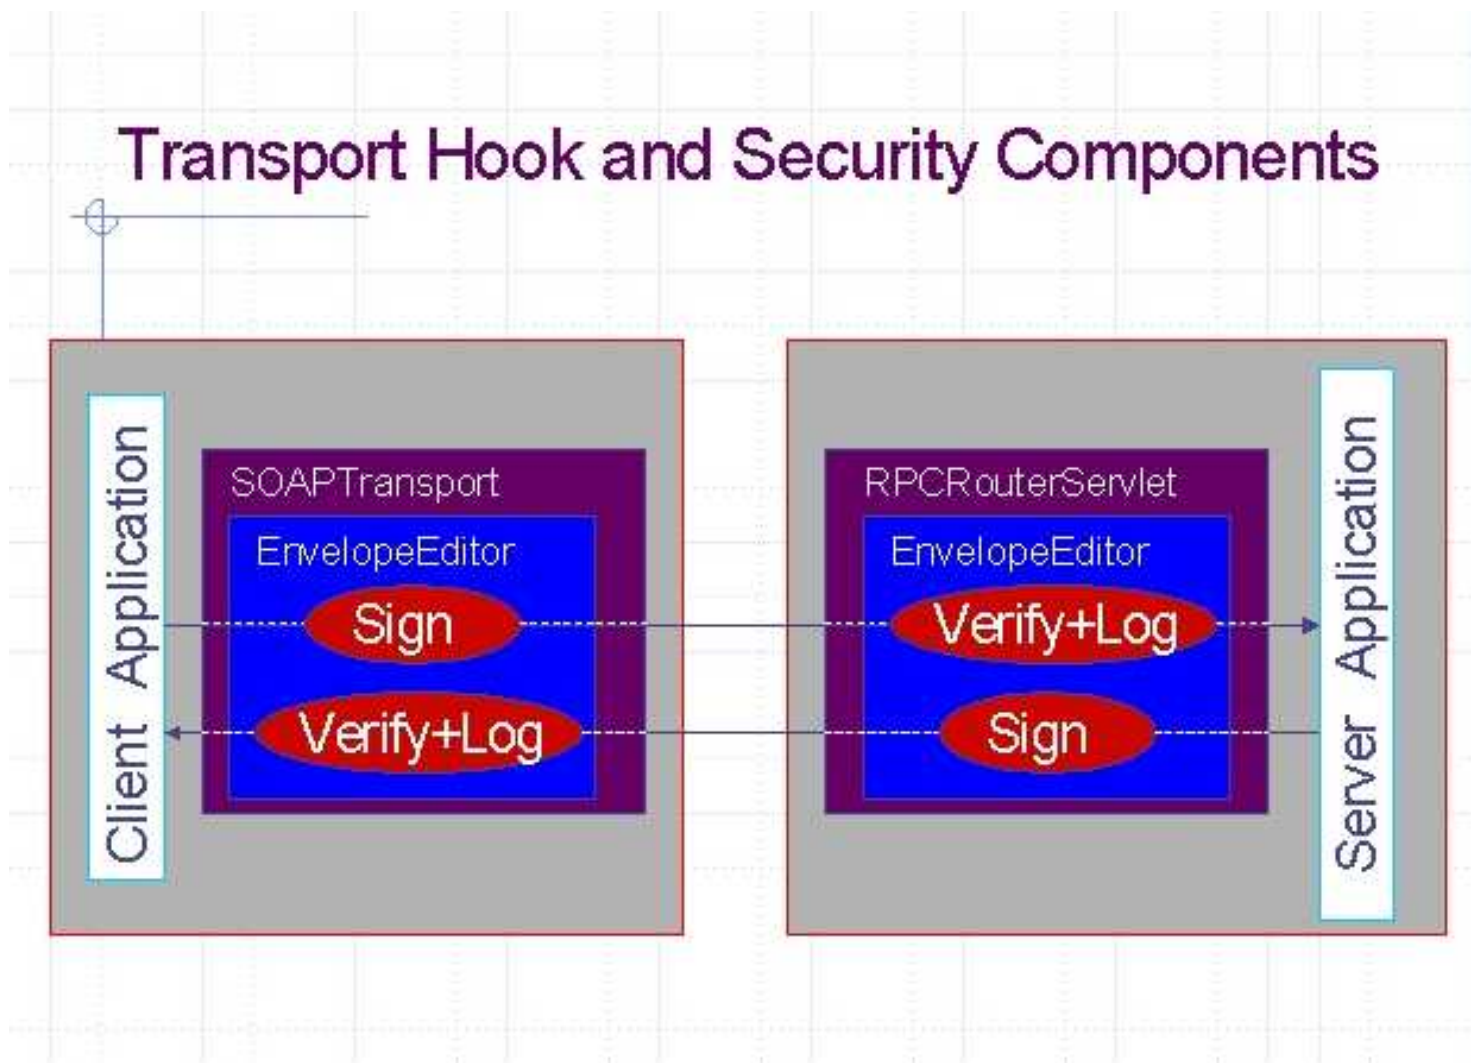 Transport Hook and Security Components
Client Application
SOAPTransport
EnvelopeEditor
Sign
Verify+Log
RPCRouterServlet
EnvelopeEditor
Verify+Log
Sign
Server Application